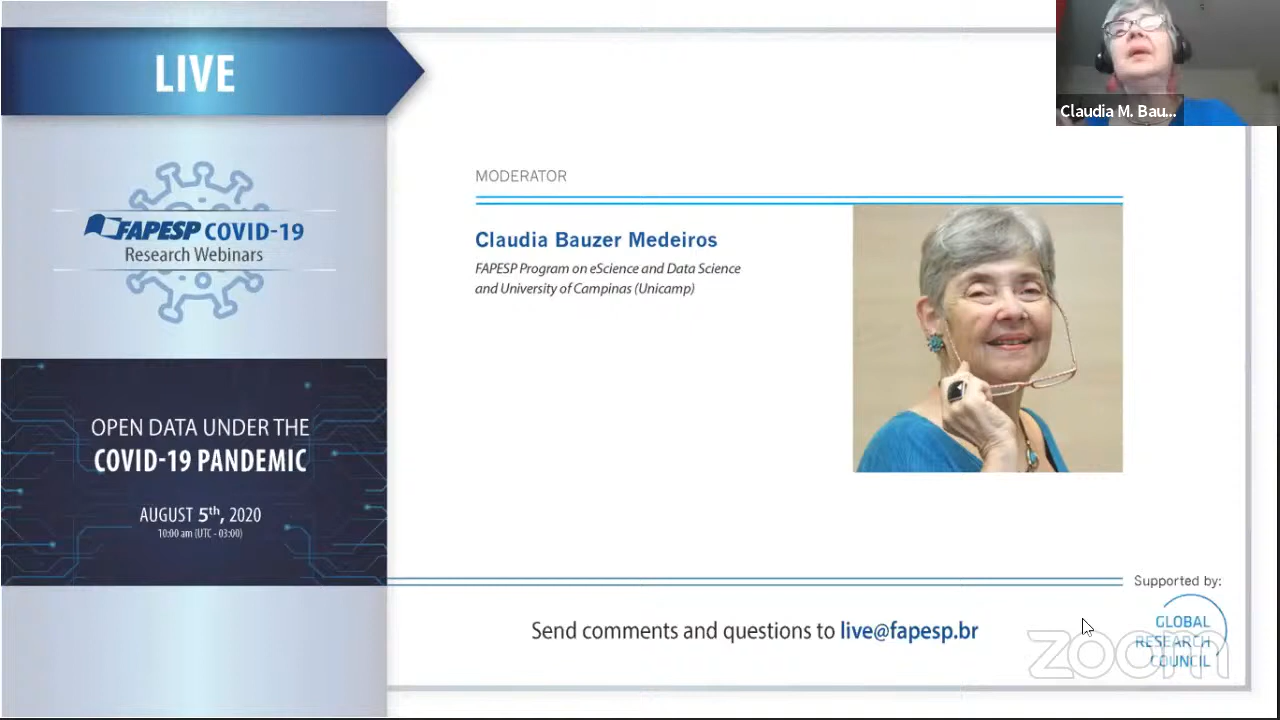 LIVE
FAPESP COVID-19
Research Webinars
OPEN DATA UNDER THE
COVID-19 PANDEMIC
AUGUST 5th, 2020
10:00 am (UTC - 03:00)
Claudia M. Bau...
MODERATOR
Claudia Bauzer Medeiros
FAPESP Program on eScience and Data Science
and University of Campinas (Unicamp)
Supported by:
GLOBAL
RESEARCH
COUNCIL
Send comments and questions to live@fapesp.br
zoom